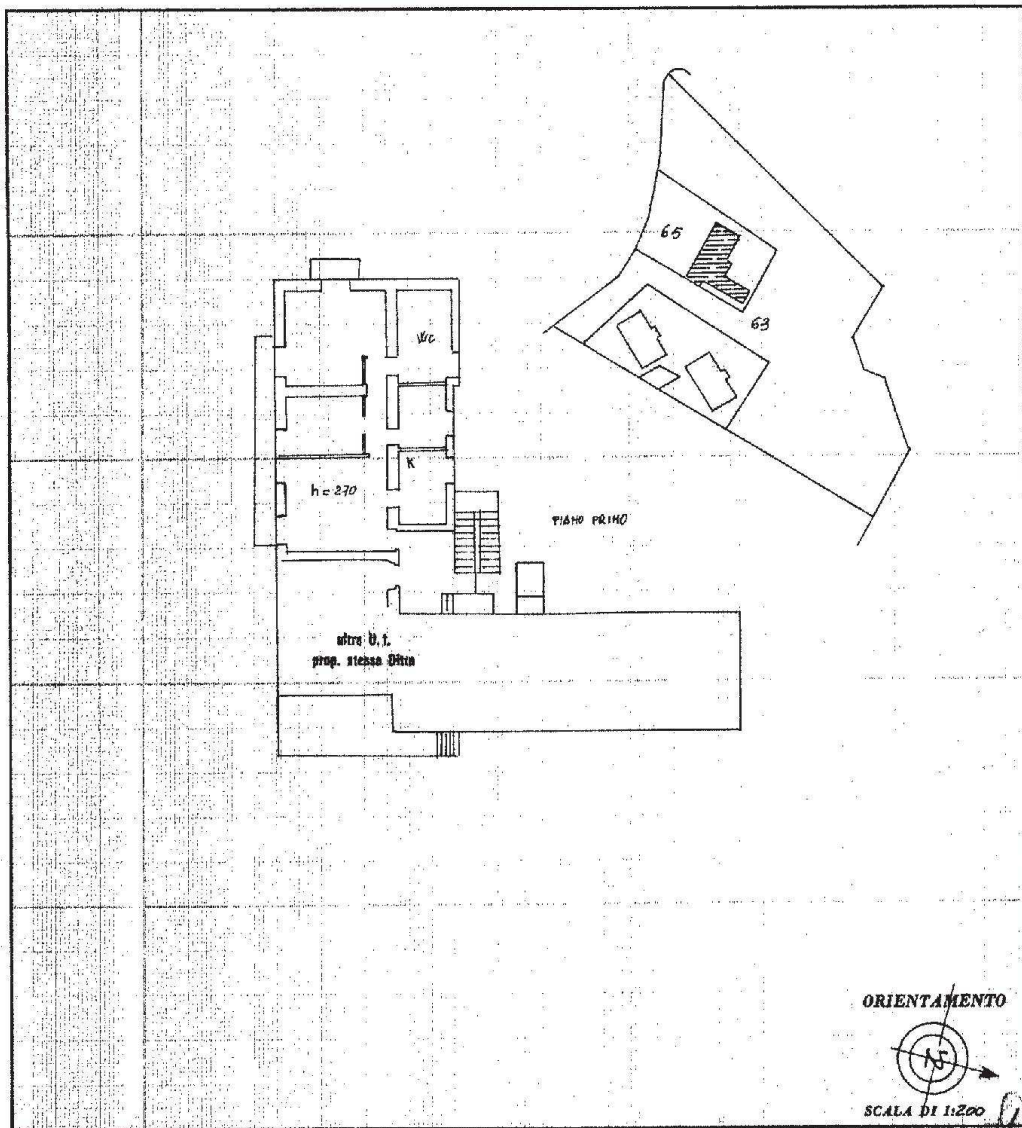 65
63
Wc
K
h = 270
PIANO PRIMO
altra U.I.
prop. stessa Ditta
ORIENTAMENTO
N
SCALA DI 1:200